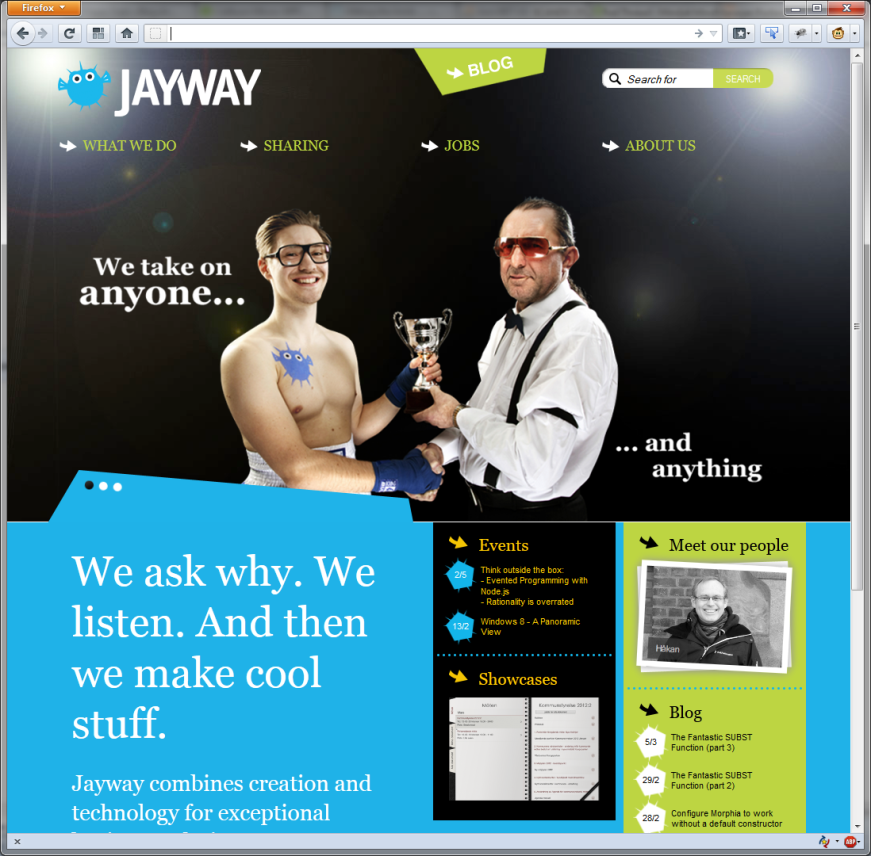 Firefox
JAYWAY
BLOG
Search for
SEARCH
WHAT WE DO
SHARING
JOBS
ABOUT US
We take on
anyone...
... and
anything
We ask why. We
listen. And then
we make cool
stuff.
Jayway combines creation and
technology for exceptional
Events
2/5
Think outside the box:
- Evented Programming with
Node.js
- Rationality is overrated
13/2
Windows 8 - A Panoramic
View
Showcases
Kommunstyrelse 2012.0
Meet our people
Håkan
Blog
5/3
The Fantastic SUBST
Function (part 3)
29/2
The Fantastic SUBST
Function (part 2)
28/2
Configure Morphia to work
without a default constructor
ABP